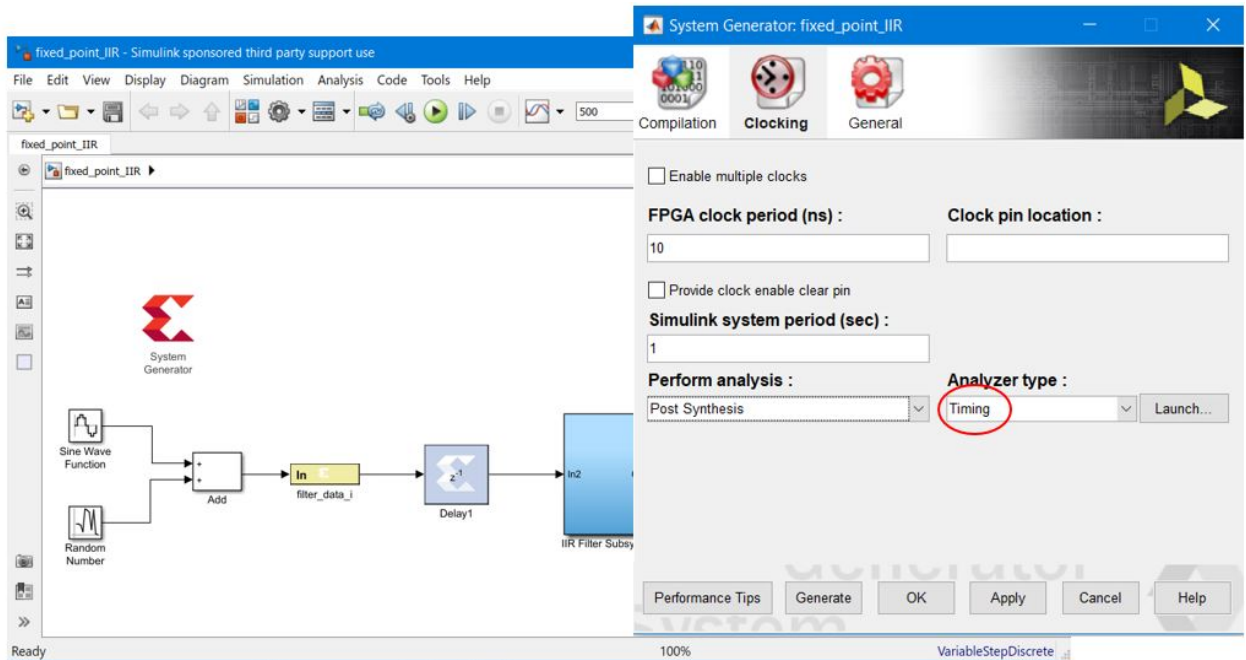 fixed_point_IIR - Simulink sponsored third party support use
File Edit View Display Diagram Simulation Analysis Code Tools Help
500
fixed_point_IIR
fixed_point_IIR
System
Generator
Sine Wave
Function
Random
Number
+
+
Add
In
filter_data_i
z-1
Delay1
In2
IIR Filter Subsy
Ready
100%
VariableStepDiscrete
System Generator: fixed_point_IIR
Compilation
Clocking
General
Enable multiple clocks
FPGA clock period (ns) :
Clock pin location :
10
Provide clock enable clear pin
Simulink system period (sec) :
1
Perform analysis :
Analyzer type :
Post Synthesis
Timing
Launch...
Performance Tips
Generate
OK
Apply
Cancel
Help